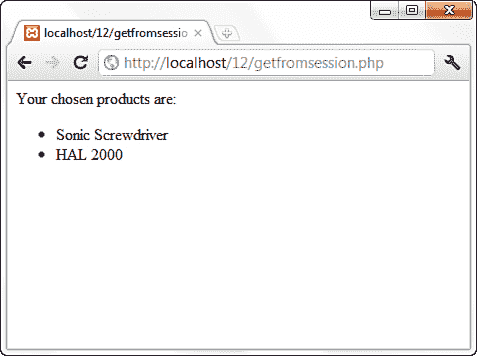 localhost/12/getfromsessio
http://localhost/12/getfromsession.php
Your chosen products are:
Sonic Screwdriver
HAL 2000